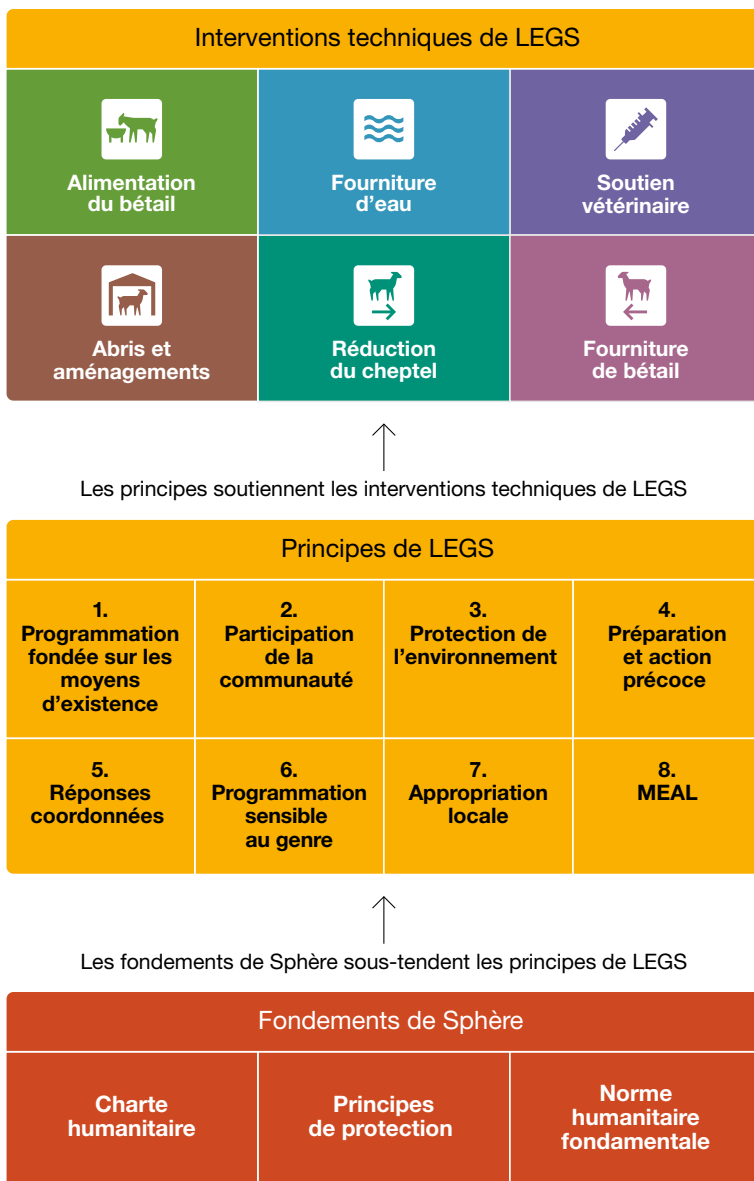 Interventions techniques de LEGS
Alimentation
du bétail
Fourniture
d'eau
Soutien
vétérinaire
Abris et
aménagements
Réduction
du cheptel
Fourniture
de bétail
Les principes soutiennent les interventions techniques de LEGS
Principes de LEGS
1.
Programmation
fondée sur les
moyens
d'existence
2.
Participation
de la
communauté
3.
Protection de
l'environnement
4.
Préparation
et action
précoce
5.
Réponses
coordonnées
6.
Programmation
sensible
au genre
7.
Appropriation
locale
8.
MEAL
Les fondements de Sphère sous-tendent les principes de LEGS
Fondements de Sphère
Charte
humanitaire
Principes
de protection
Norme
humanitaire
fondamentale